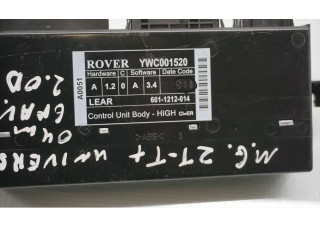 ROVER YWC001520
A0051
Hardware C Software Date Code
A 1.2 0 A 3.4
LEAR 601-1212-014
Control Unit Body - HIGH
M.G. ZT-T+ UNIVERS
04M
2.0D